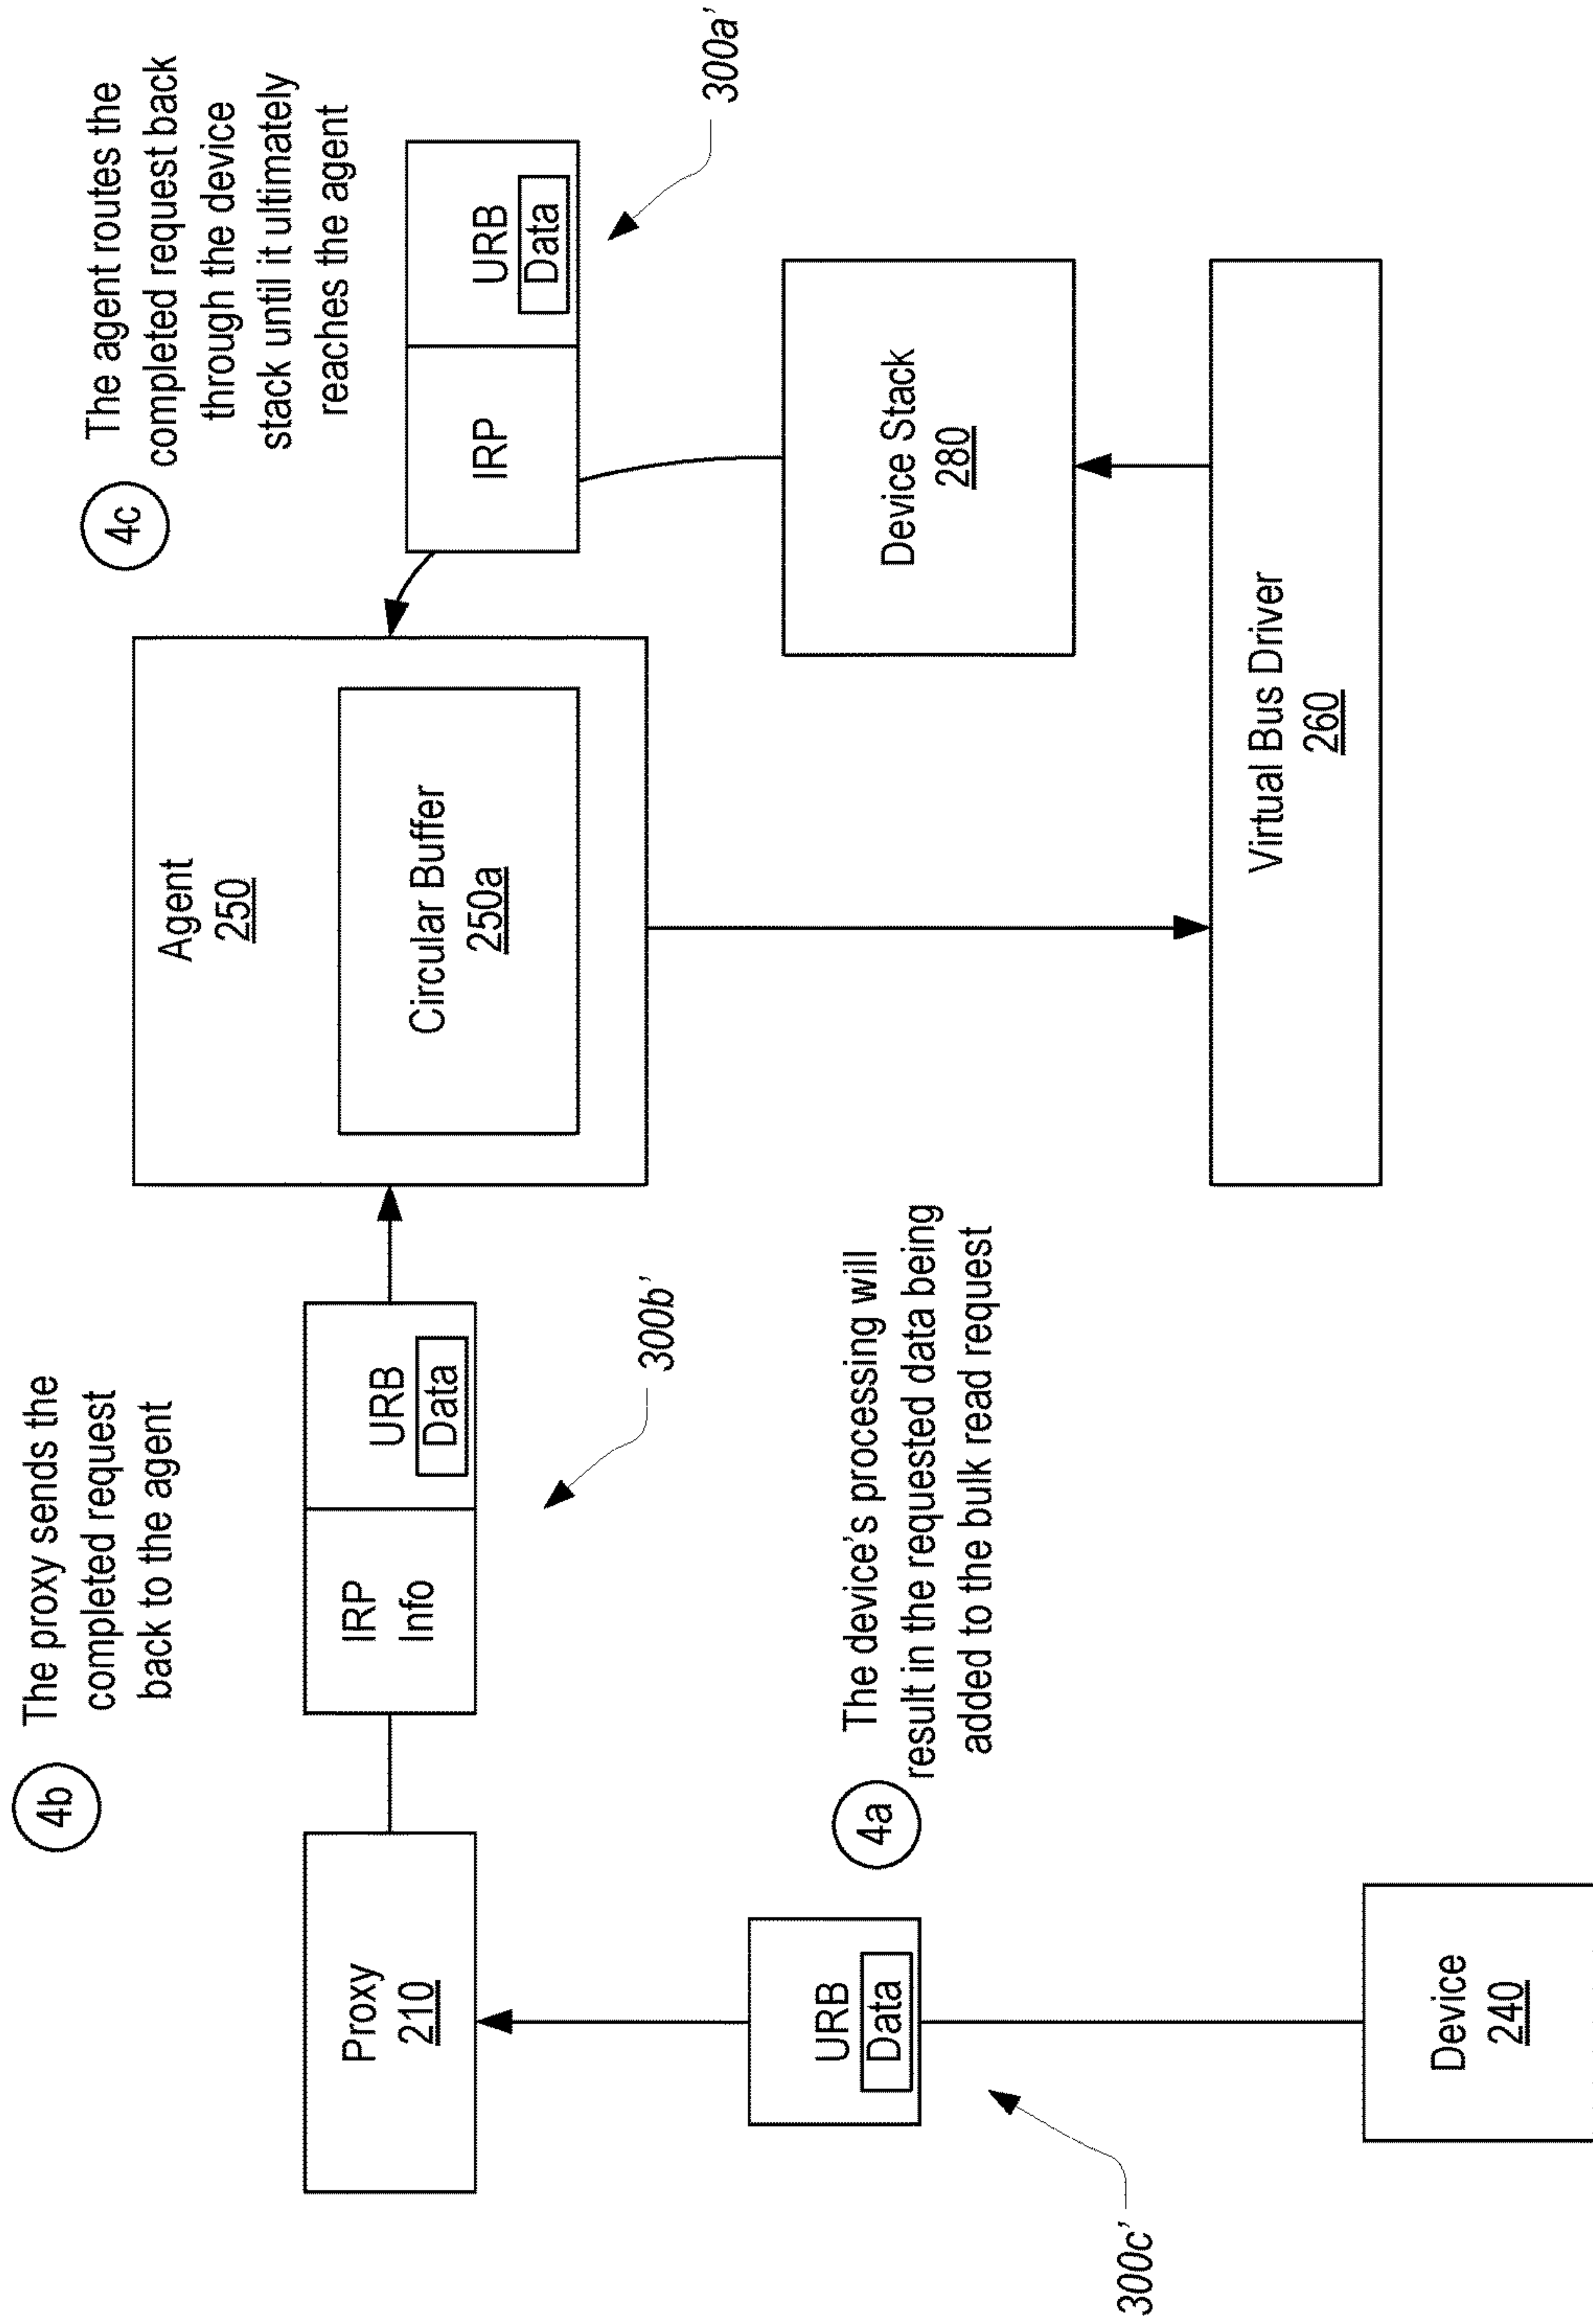 4b
The proxy sends the
completed request
back to the agent
4c
The agent routes the
completed request back
through the device
stack until it ultimately
reaches the agent
Proxy
210
IRP
Info
URB
Data
300b’
Agent
250
Circular Buffer
250a
IRP
URB
Data
300a’
4a
The device’s processing will
result in the requested data being
added to the bulk read request
URB
Data
300c’
Device Stack
280
Device
240
Virtual Bus Driver
260